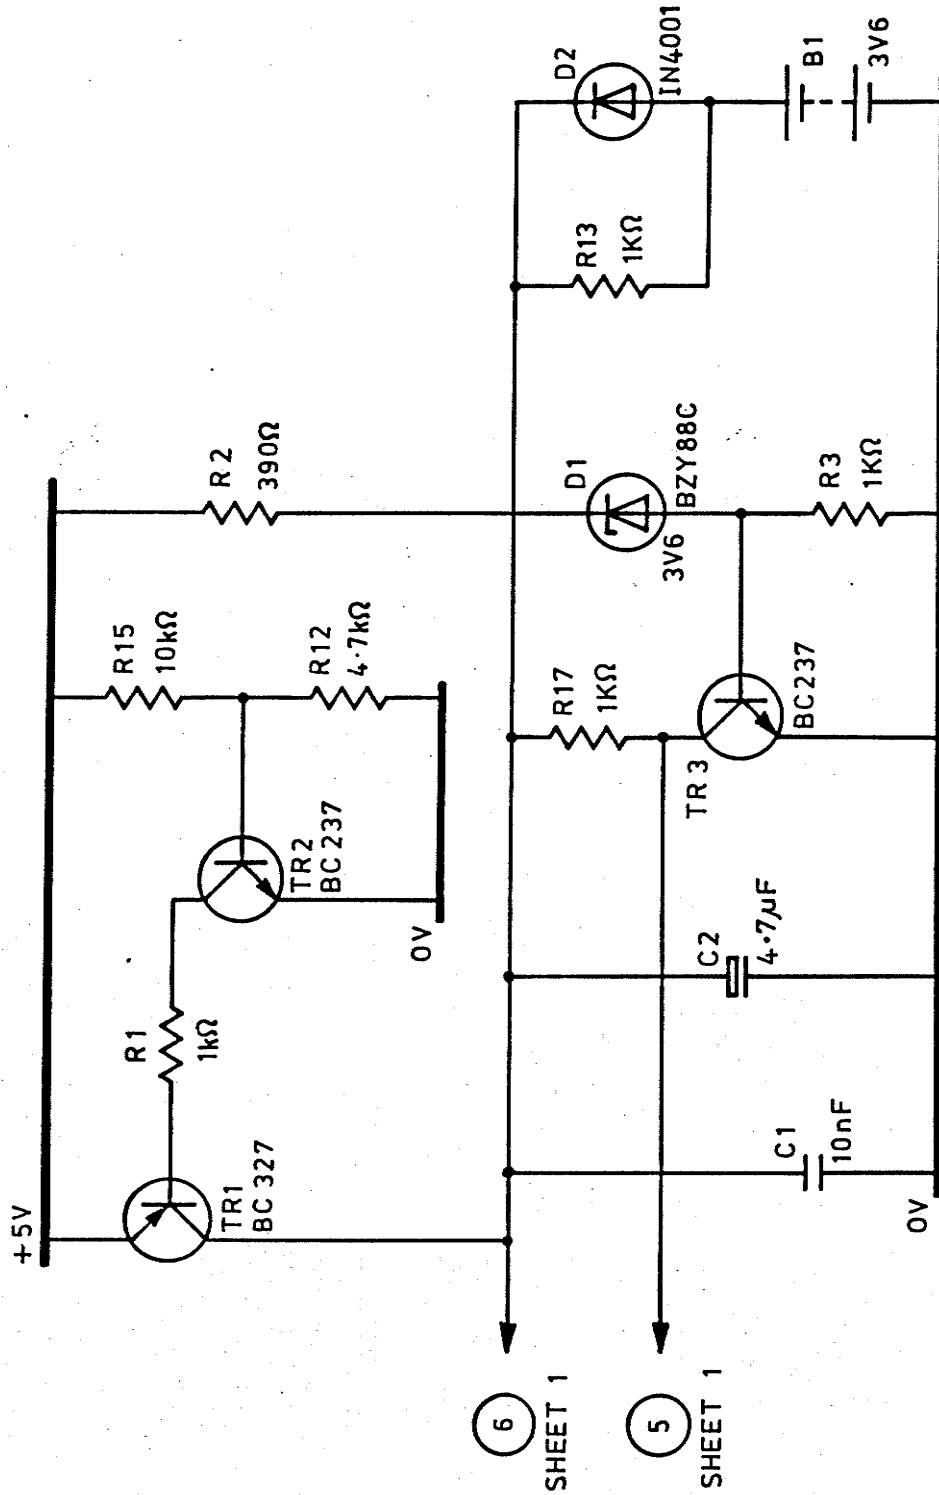 +5V
TR1
BC 327
R1
1kΩ
TR2
BC 237
R15
10kΩ
R12
4·7kΩ
0V
R2
390Ω
6
SHEET 1
5
SHEET 1
C1
10nF
C2
4·7µF
R17
1KΩ
TR3
BC237
D1
3V6
BZY88C
R3
1KΩ
R13
1KΩ
D2
IN4001
B1
3V6
0V